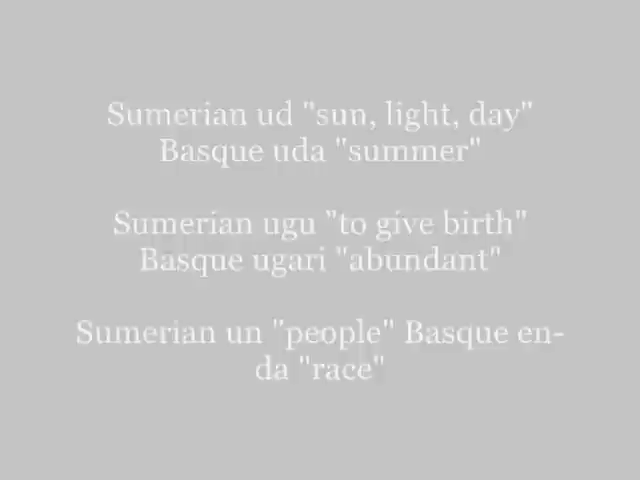 Sumerian ud "sun, light, day"
Basque uda "summer"
Sumerian ugu "to give birth"
Basque ugari "abundant"
Sumerian un "people" Basque en-
da "race"